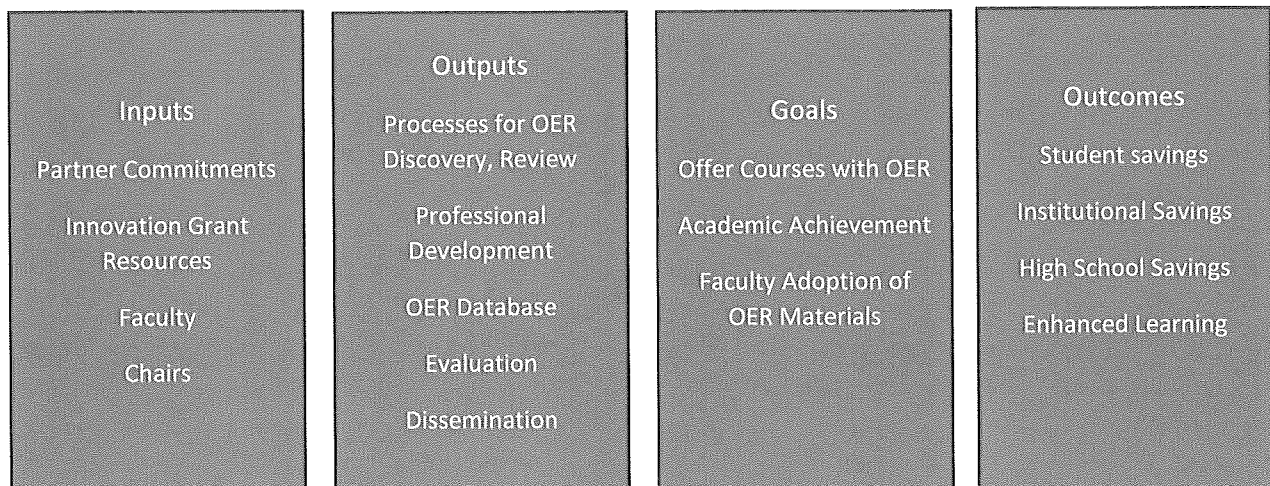 Inputs
Partner Commitments
Innovation Grant
Resources
Faculty
Chairs
Outputs
Processes for OER
Discovery, Review
Professional
Development
OER Database
Evaluation
Dissemination
Goals
Offer Courses with OER
Academic Achievement
Faculty Adoption of
OER Materials
Outcomes
Student savings
Institutional Savings
High School Savings
Enhanced Learning